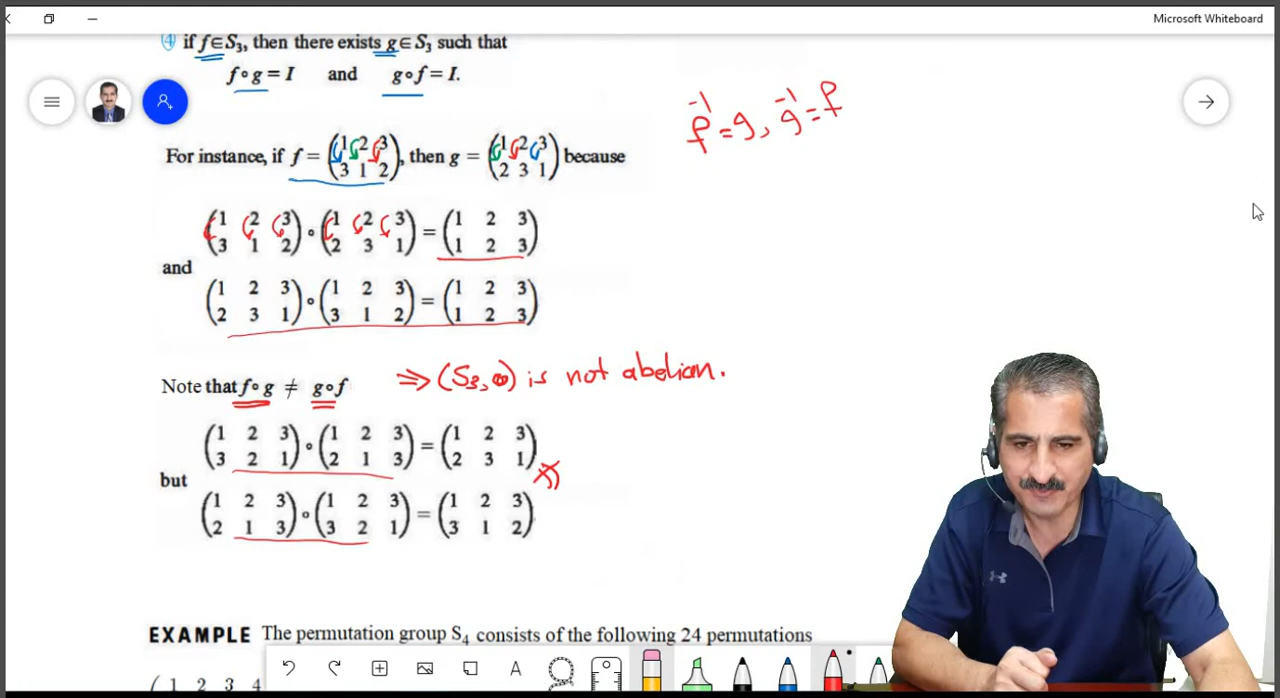 Microsoft Whiteboard
④ if f∈S₃, then there exists g∈S₃ such that
f∘g = I and g∘f = I.
f⁻¹=g, g⁻¹=f
For instance, if f = (1 2 3 / 3 1 2), then g = (1 2 3 / 2 3 1) because
(1 2 3 / 3 1 2) ∘ (1 2 3 / 2 3 1) = (1 2 3 / 1 2 3)
and
(1 2 3 / 2 3 1) ∘ (1 2 3 / 3 1 2) = (1 2 3 / 1 2 3)
Note that f∘g ≠ g∘f ⇒ (S₃, ∘) is not abelian.
(1 2 3 / 3 2 1) ∘ (1 2 3 / 2 1 3) = (1 2 3 / 2 3 1)
but
(1 2 3 / 2 1 3) ∘ (1 2 3 / 3 2 1) = (1 2 3 / 3 1 2)
EXAMPLE The permutation group S₄ consists of the following 24 permutations
( 1 2 3 4
A